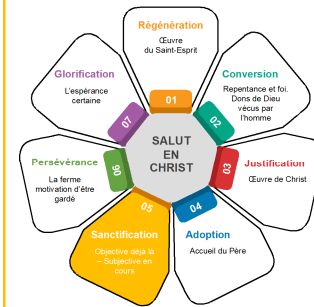 Régénération
Œuvre
du Saint-Esprit
01
Conversion
Repentance et foi.
Dons de Dieu
vécus par
l'homme
02
Justification
Œuvre de Christ
03
Adoption
Accueil du Père
04
Sanctification
Objective déjà là
– Subjective en
cours
05
Persévérance
La ferme
motivation d'être
gardé
06
Glorification
L'espérance
certaine
07
SALUT
EN
CHRIST